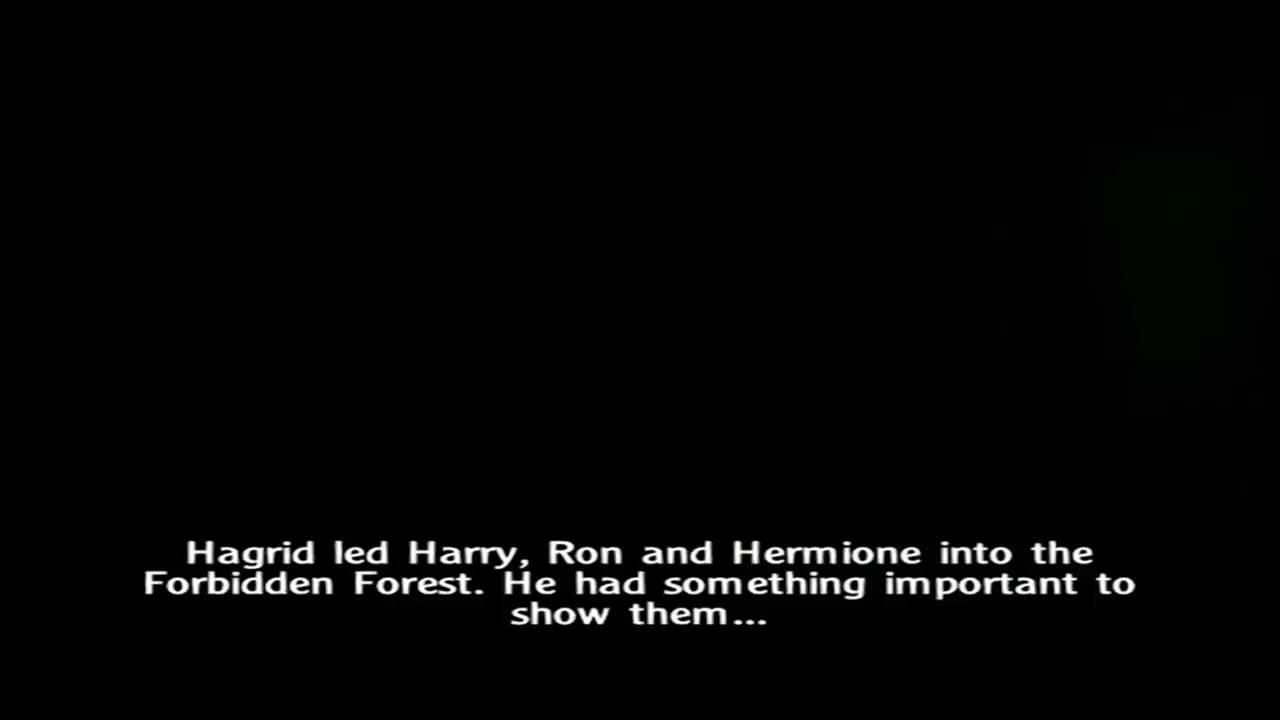 Hagrid led Harry, Ron and Hermione into the
Forbidden Forest. He had something important to
show them...